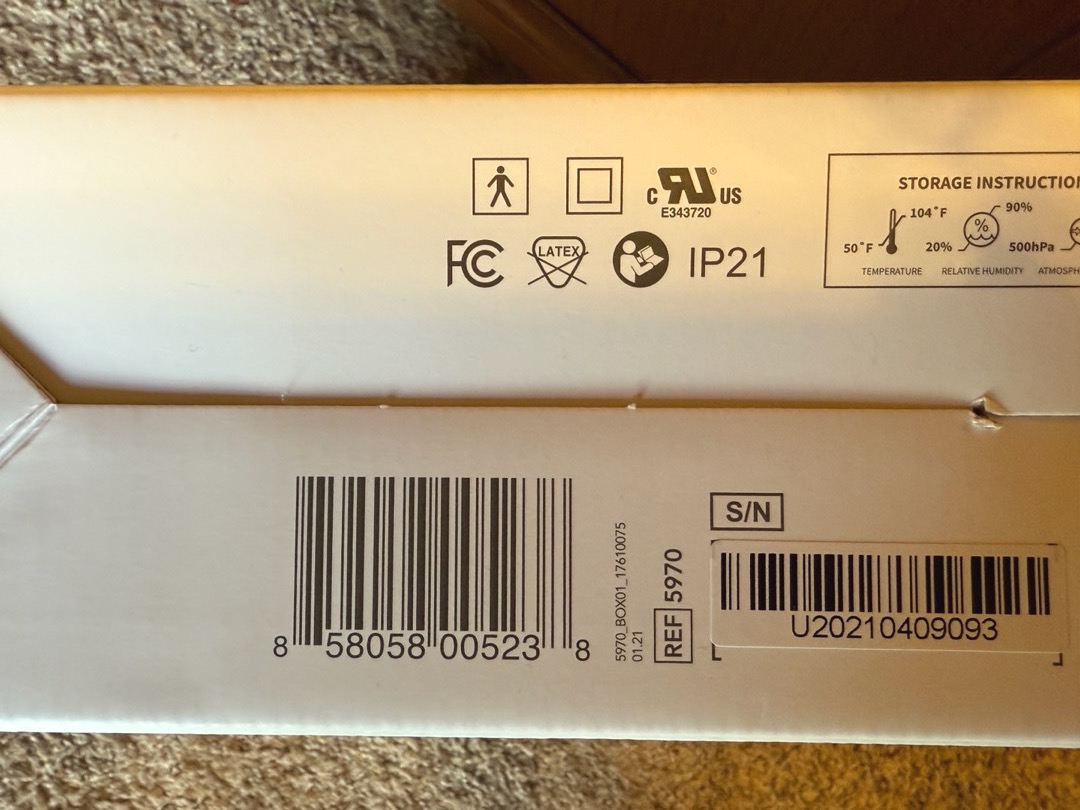 c RU® US
E343720
FC
LATEX
IP21
STORAGE INSTRUCTION
104˚F
50˚F
%
90%
20%
500hPa
TEMPERATURE
RELATIVE HUMIDITY
ATMOSPH
8 58058 00523 8
5970_BOX01_17610075
01.21
REF 5970
S/N
U20210409093